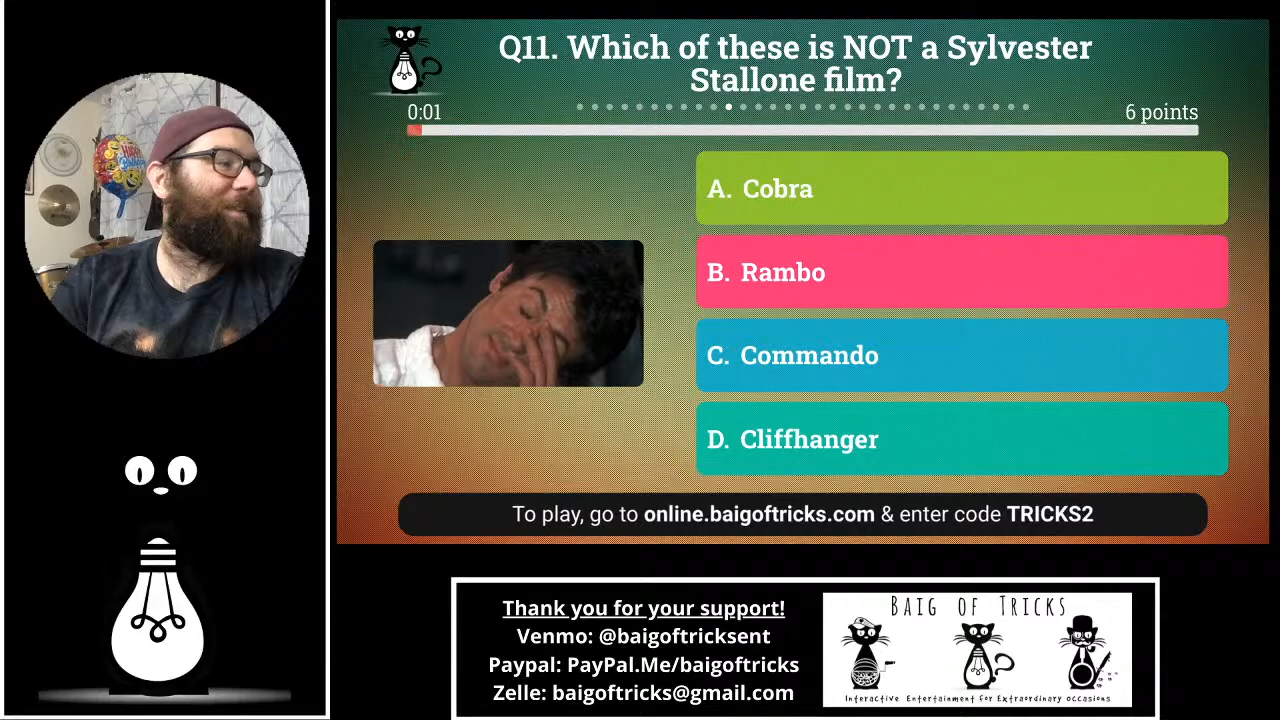 Q11. Which of these is NOT a Sylvester
Stallone film?
0:01
6 points
A. Cobra
B. Rambo
C. Commando
D. Cliffhanger
To play, go to online.baigoftricks.com & enter code TRICKS2
Thank you for your support!
Venmo: @baigoftricksent
Paypal: PayPal.Me/baigoftricks
Zelle: baigoftricks@gmail.com
BAIG OF TRICKS
Interactive Entertainment for Extraordinary occasions